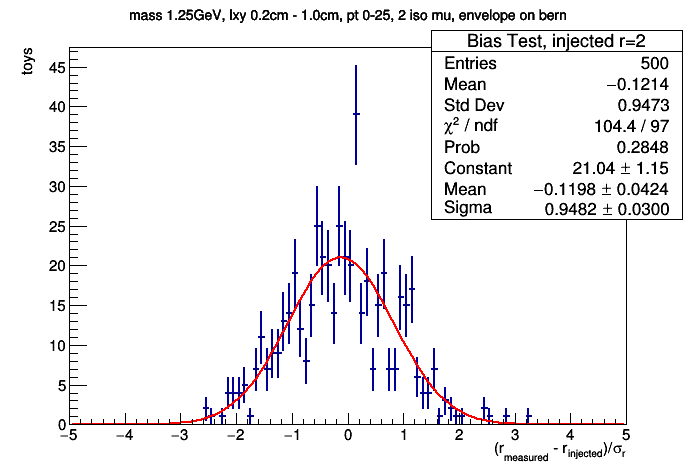 mass 1.25GeV, lxy 0.2cm - 1.0cm, pt 0-25, 2 iso mu, envelope on bern
Bias Test, injected r=2
Entries 500
Mean −0.1214
Std Dev 0.9473
χ² / ndf 104.4 / 97
Prob 0.2848
Constant 21.04 ± 1.15
Mean −0.1198 ± 0.0424
Sigma 0.9482 ± 0.0300
toys
45
40
35
30
25
20
15
10
5
0
−5 −4 −3 −2 −1 0 1 2 3 4 5
(r_measured - r_injected)/σ_r